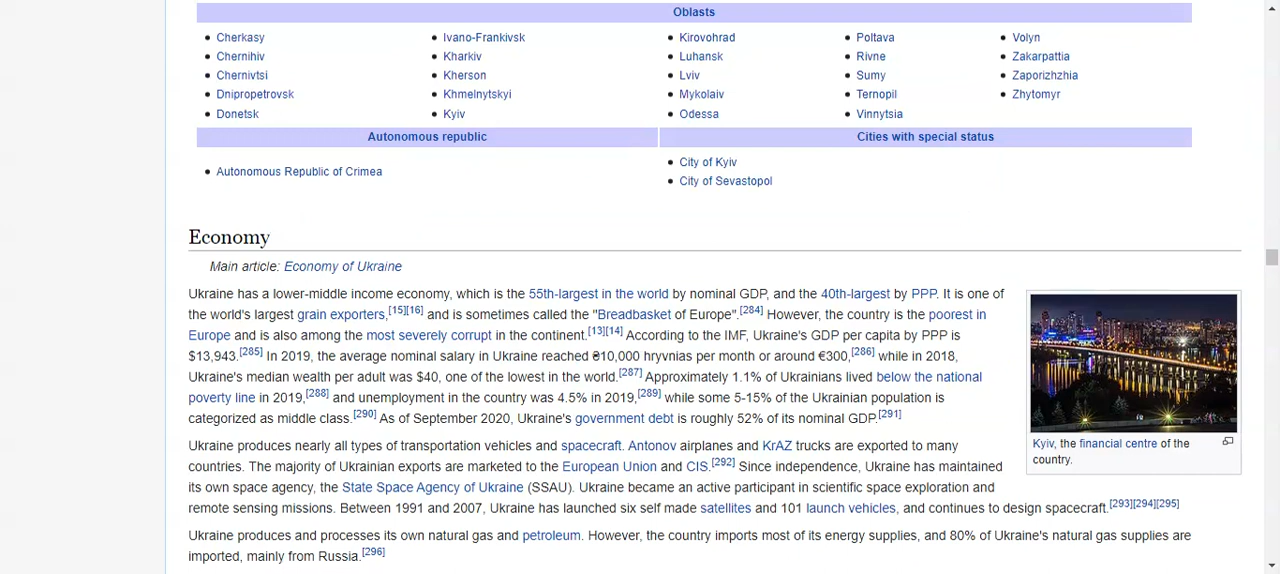 Oblasts
Cherkasy
Chernihiv
Chernivtsi
Dnipropetrovsk
Donetsk
Ivano-Frankivsk
Kharkiv
Kherson
Khmelnytskyi
Kyiv
Kirovohrad
Luhansk
Lviv
Mykolaiv
Odessa
Poltava
Rivne
Sumy
Ternopil
Vinnytsia
Volyn
Zakarpattia
Zaporizhzhia
Zhytomyr
Autonomous republic
Autonomous Republic of Crimea
Cities with special status
City of Kyiv
City of Sevastopol
Economy
Main article: Economy of Ukraine
Ukraine has a lower-middle income economy, which is the 55th-largest in the world by nominal GDP, and the 40th-largest by PPP. It is one of
the world's largest grain exporters,[15][16] and is sometimes called the "Breadbasket of Europe".[284] However, the country is the poorest in
Europe and is also among the most severely corrupt in the continent.[13][14] According to the IMF, Ukraine's GDP per capita by PPP is
$13,943.[285] In 2019, the average nominal salary in Ukraine reached ₴10,000 hryvnias per month or around €300,[286] while in 2018,
Ukraine's median wealth per adult was $40, one of the lowest in the world.[287] Approximately 1.1% of Ukrainians lived below the national
poverty line in 2019,[288] and unemployment in the country was 4.5% in 2019,[289] while some 5-15% of the Ukrainian population is
categorized as middle class.[290] As of September 2020, Ukraine's government debt is roughly 52% of its nominal GDP.[291]
Ukraine produces nearly all types of transportation vehicles and spacecraft. Antonov airplanes and KrAZ trucks are exported to many
countries. The majority of Ukrainian exports are marketed to the European Union and CIS.[292] Since independence, Ukraine has maintained
its own space agency, the State Space Agency of Ukraine (SSAU). Ukraine became an active participant in scientific space exploration and
remote sensing missions. Between 1991 and 2007, Ukraine has launched six self made satellites and 101 launch vehicles, and continues to design spacecraft.[293][294][295]
Ukraine produces and processes its own natural gas and petroleum. However, the country imports most of its energy supplies, and 80% of Ukraine's natural gas supplies are
imported, mainly from Russia.[296]
Kyiv, the financial centre of the
country.